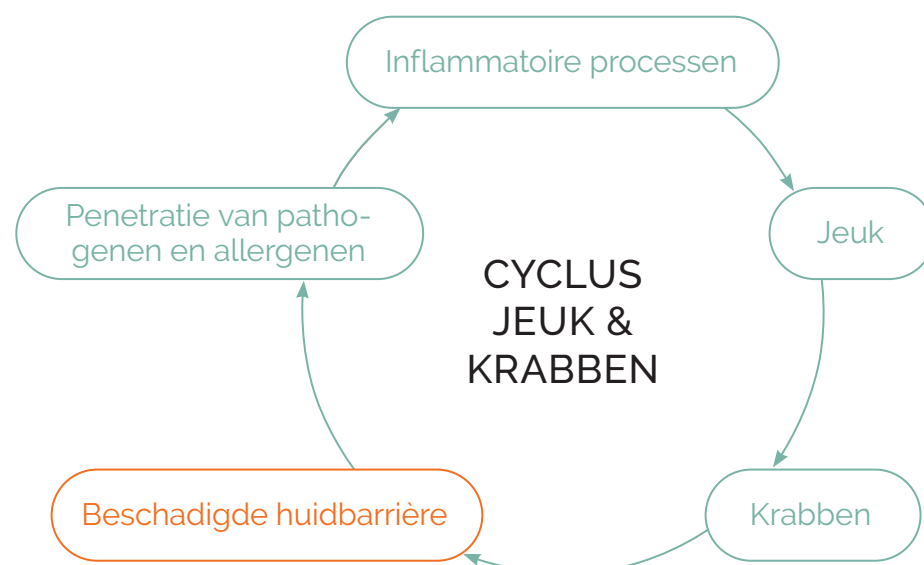 Inflammatoire processen
Penetratie van patho-
genen en allergenen
Jeuk
CYCLUS
JEUK &
KRABBEN
Beschadigde huidbarrière
Krabben